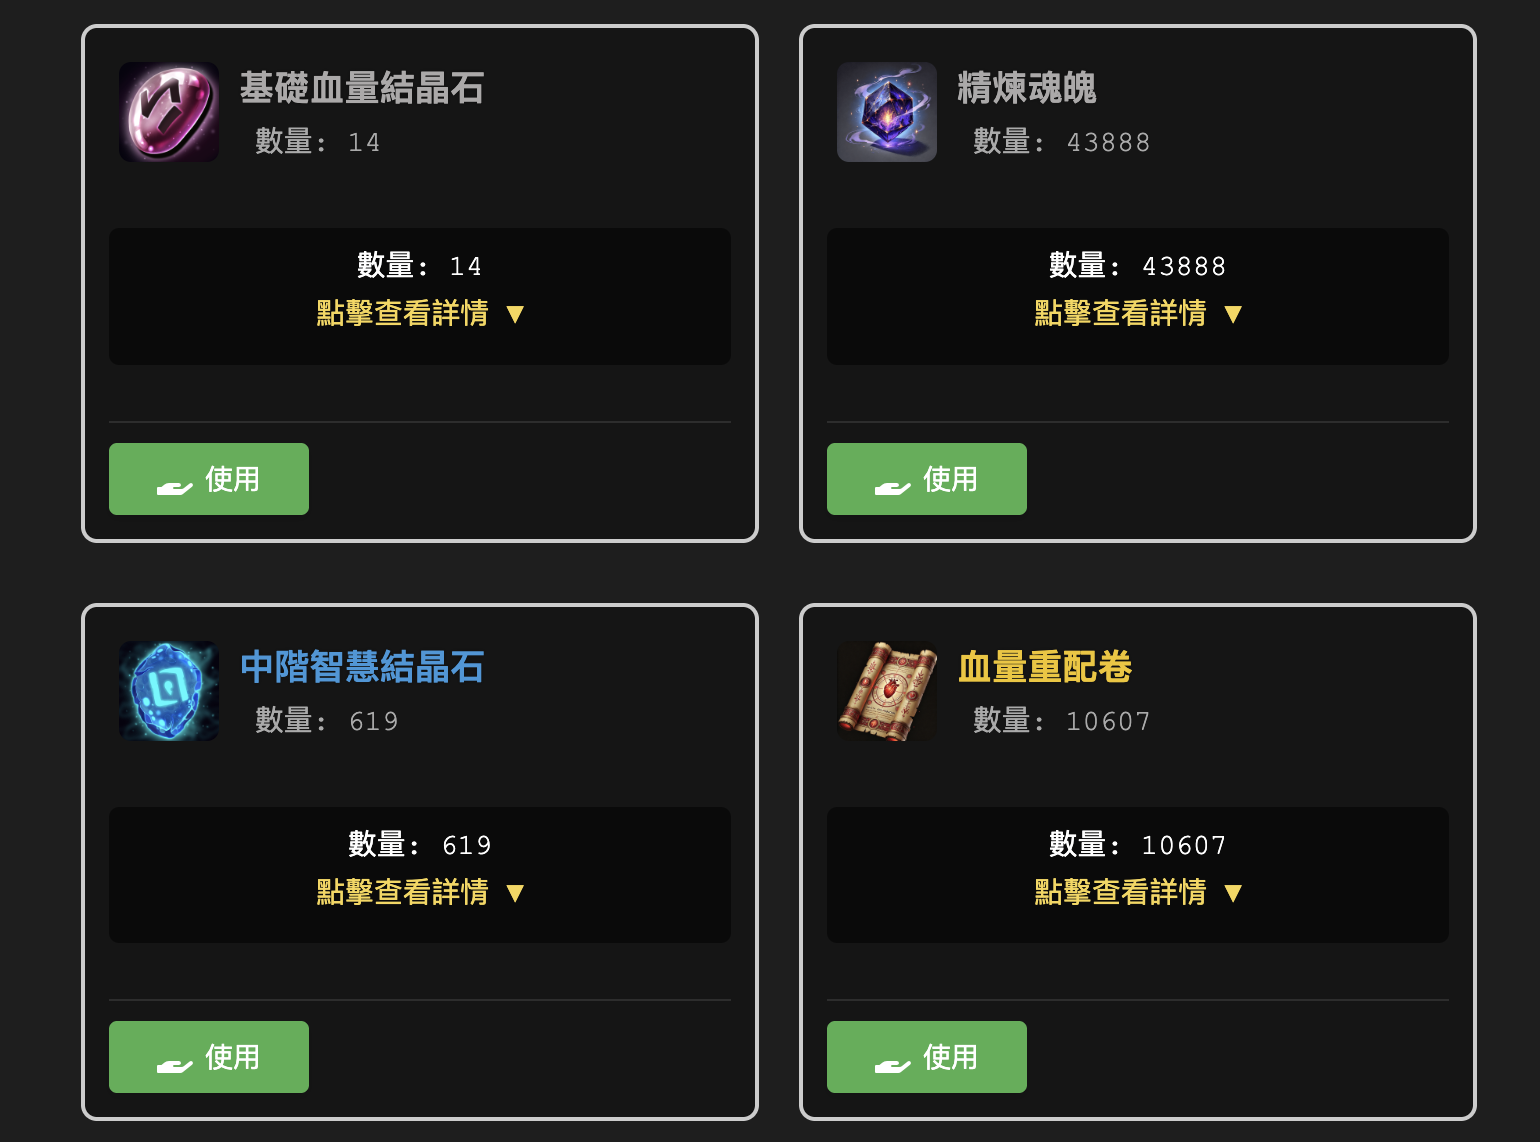 基礎血量結晶石
數量: 14
數量: 14
點擊查看詳情 ▼
使用
精煉魂魄
數量: 43888
數量: 43888
點擊查看詳情 ▼
使用
中階智慧結晶石
數量: 619
數量: 619
點擊查看詳情 ▼
使用
血量重配卷
數量: 10607
數量: 10607
點擊查看詳情 ▼
使用